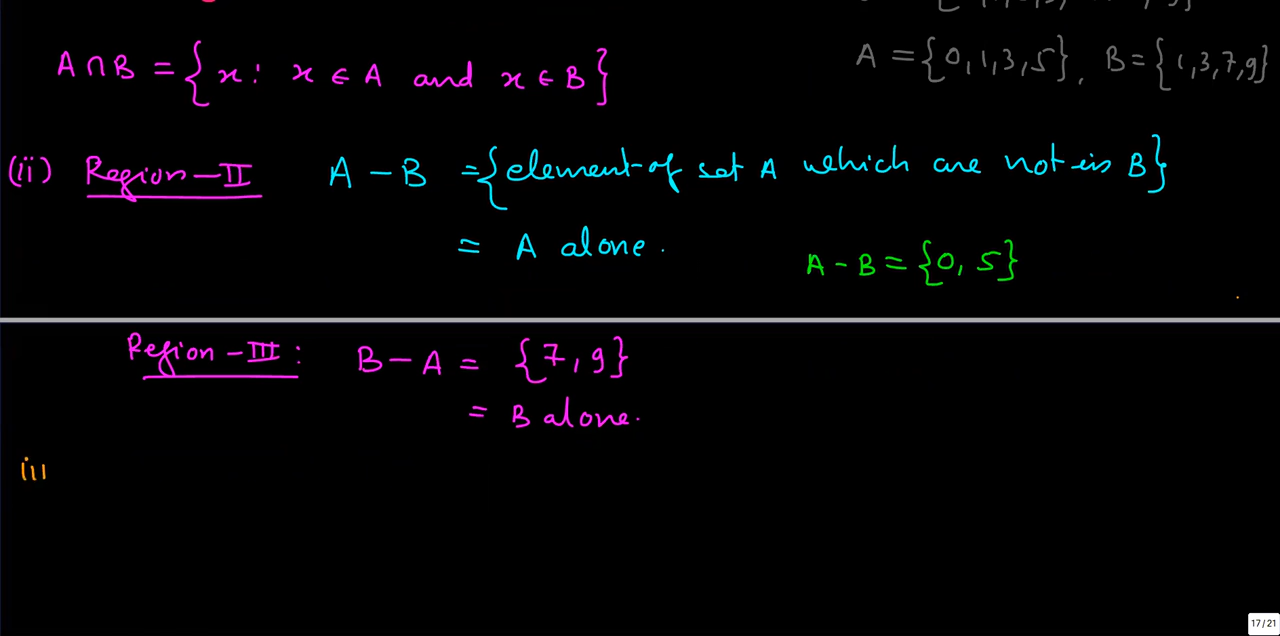 A ∩ B = { x : x ∈ A and x ∈ B }
A = {0, 1, 3, 5}, B = {1, 3, 7, 9}
(ii) Region-II A - B = { element of set A which are not in B }
= A alone.
A - B = {0, 5}
Region-III : B - A = {7, 9}
= B alone.
iii
17/21